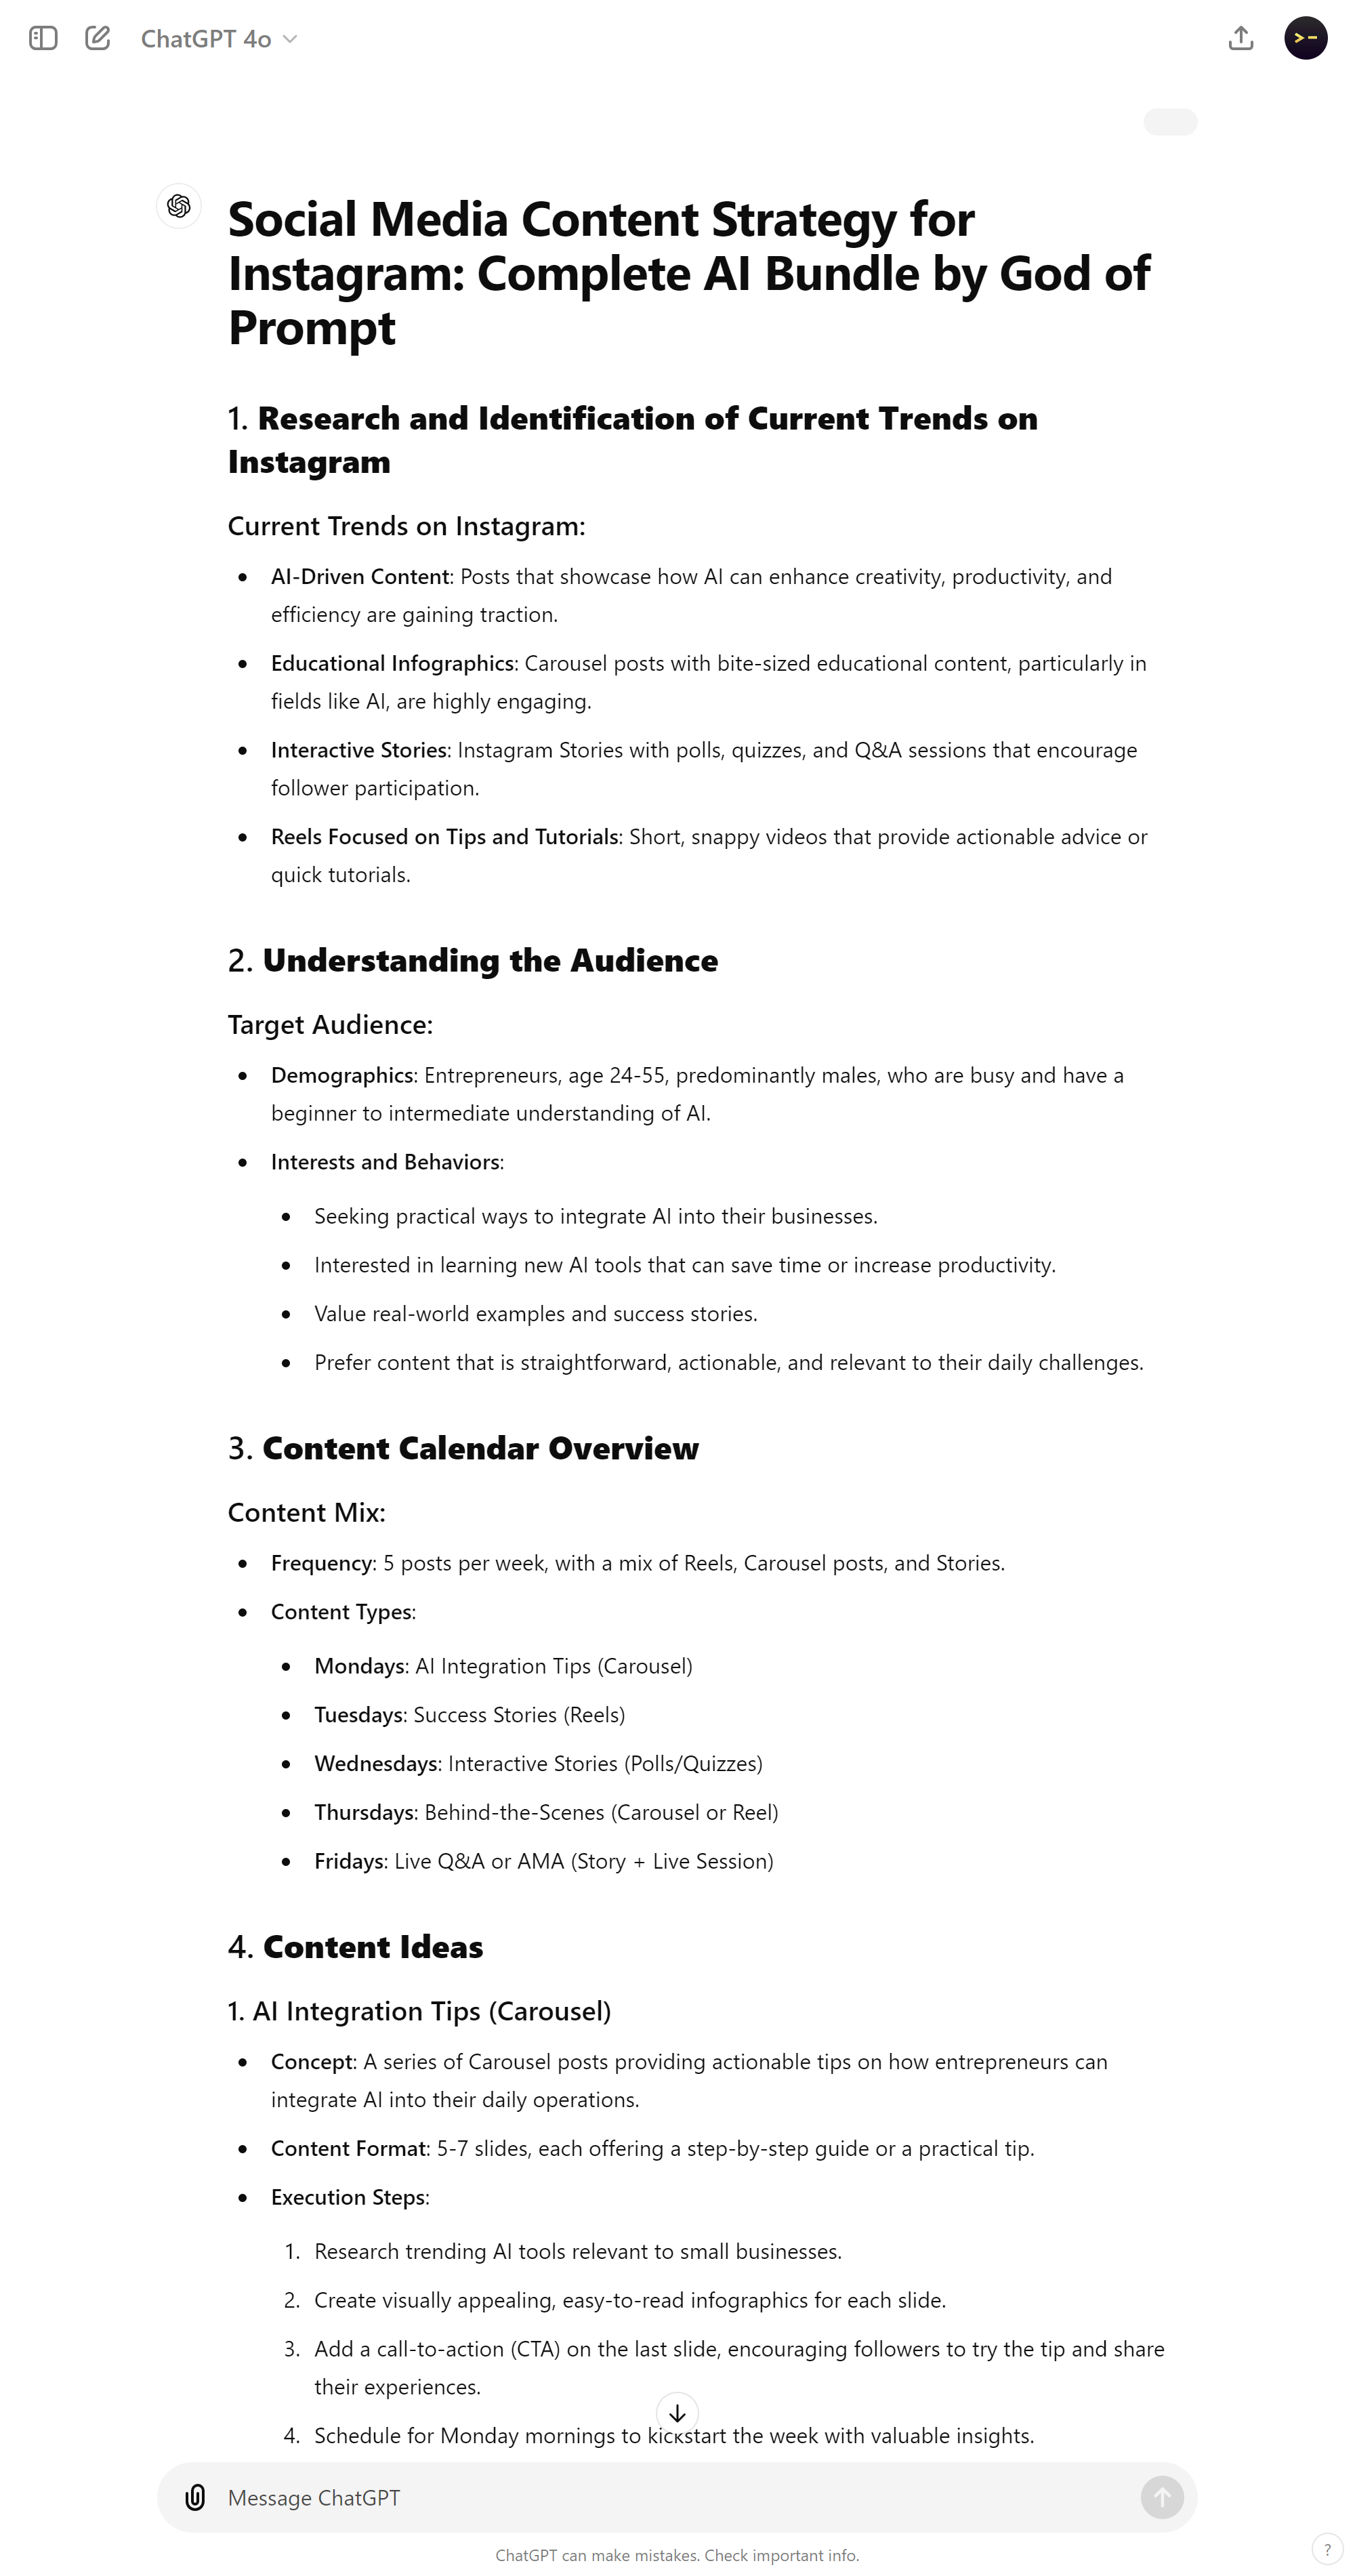 ChatGPT 4o
Social Media Content Strategy for
Instagram: Complete AI Bundle by God of
Prompt
1. Research and Identification of Current Trends on
Instagram
Current Trends on Instagram:
• AI-Driven Content: Posts that showcase how AI can enhance creativity, productivity, and
efficiency are gaining traction.
• Educational Infographics: Carousel posts with bite-sized educational content, particularly in
fields like AI, are highly engaging.
• Interactive Stories: Instagram Stories with polls, quizzes, and Q&A sessions that encourage
follower participation.
• Reels Focused on Tips and Tutorials: Short, snappy videos that provide actionable advice or
quick tutorials.
2. Understanding the Audience
Target Audience:
• Demographics: Entrepreneurs, age 24-55, predominantly males, who are busy and have a
beginner to intermediate understanding of AI.
• Interests and Behaviors:
• Seeking practical ways to integrate AI into their businesses.
• Interested in learning new AI tools that can save time or increase productivity.
• Value real-world examples and success stories.
• Prefer content that is straightforward, actionable, and relevant to their daily challenges.
3. Content Calendar Overview
Content Mix:
• Frequency: 5 posts per week, with a mix of Reels, Carousel posts, and Stories.
• Content Types:
• Mondays: AI Integration Tips (Carousel)
• Tuesdays: Success Stories (Reels)
• Wednesdays: Interactive Stories (Polls/Quizzes)
• Thursdays: Behind-the-Scenes (Carousel or Reel)
• Fridays: Live Q&A or AMA (Story + Live Session)
4. Content Ideas
1. AI Integration Tips (Carousel)
• Concept: A series of Carousel posts providing actionable tips on how entrepreneurs can
integrate AI into their daily operations.
• Content Format: 5-7 slides, each offering a step-by-step guide or a practical tip.
• Execution Steps:
1. Research trending AI tools relevant to small businesses.
2. Create visually appealing, easy-to-read infographics for each slide.
3. Add a call-to-action (CTA) on the last slide, encouraging followers to try the tip and share
their experiences.
4. Schedule for Monday mornings to kickstart the week with valuable insights.
Message ChatGPT
ChatGPT can make mistakes. Check important info.
?